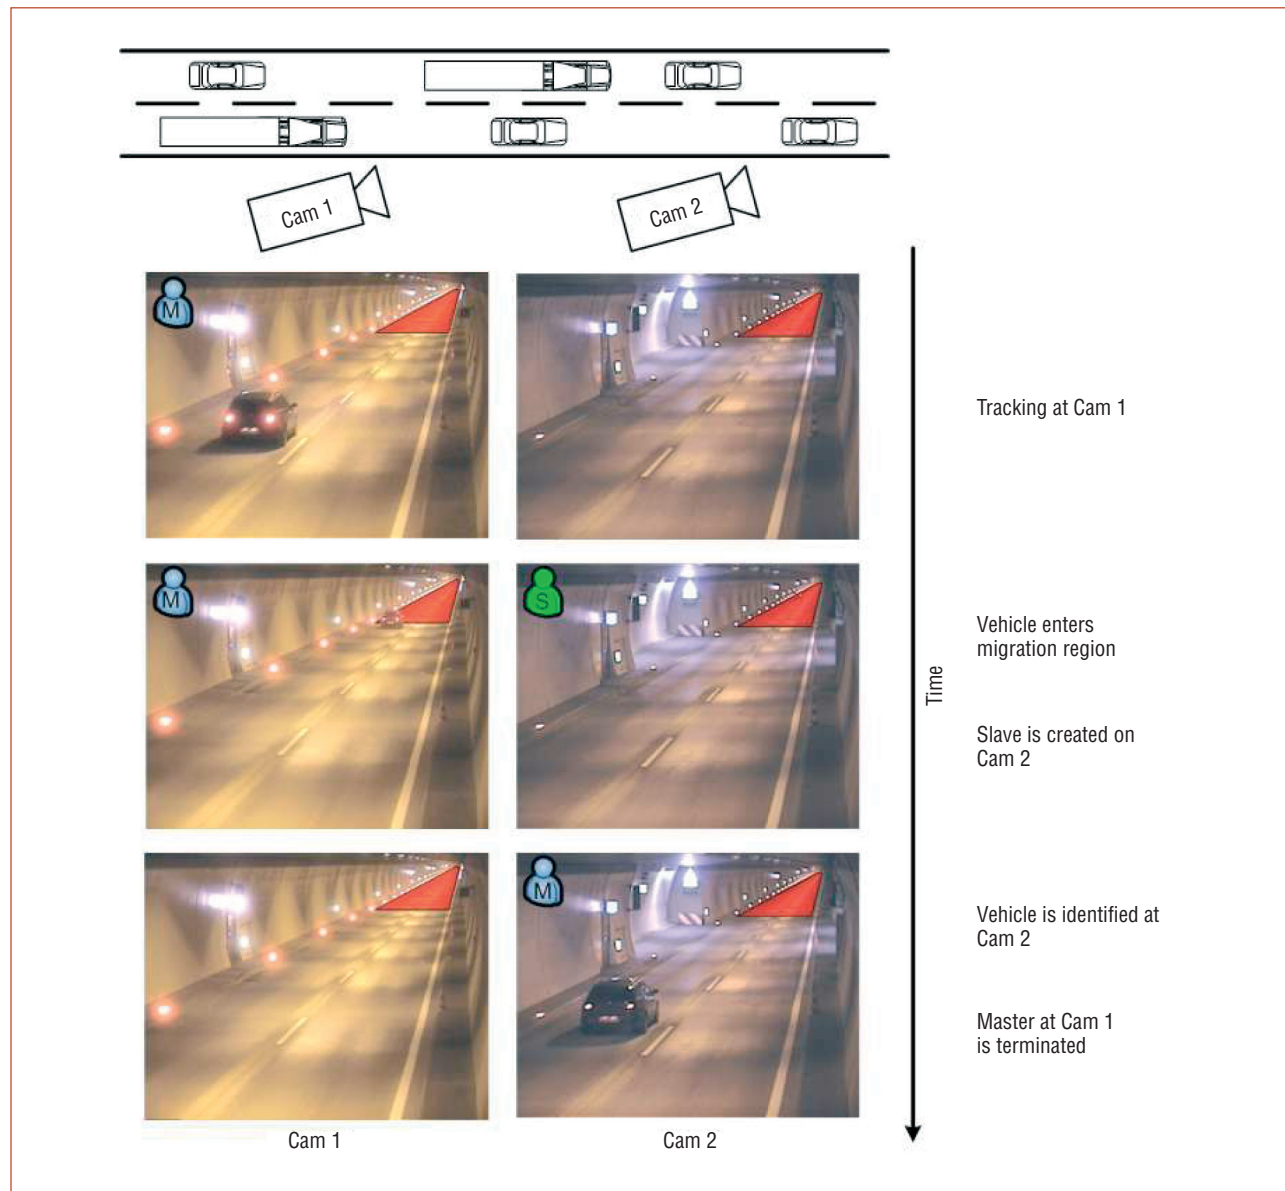 Cam 1
Cam 2
M
Tracking at Cam 1
M
S
Vehicle enters
migration region
Time
Slave is created on
Cam 2
M
Vehicle is identified at
Cam 2
Master at Cam 1
is terminated
Cam 1
Cam 2